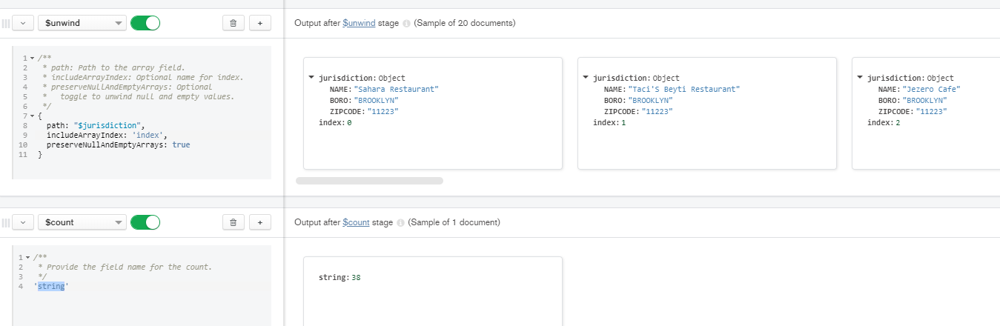 $unwind
Output after $unwind stage (Sample of 20 documents)
1 /**
2 * path: Path to the array field.
3 * includeArrayIndex: Optional name for index.
4 * preserveNullAndEmptyArrays: Optional
5 * toggle to unwind null and empty values.
6 */
7 {
8 path: "$jurisdiction",
9 includeArrayIndex: 'index',
10 preserveNullAndEmptyArrays: true
11 }
jurisdiction: Object
NAME: "Sahara Restaurant"
BORO: "BROOKLYN"
ZIPCODE: "11223"
index: 0
jurisdiction: Object
NAME: "Taci'S Beyti Restaurant"
BORO: "BROOKLYN"
ZIPCODE: "11223"
index: 1
jurisdiction: Object
NAME: "Jezero Cafe"
BORO: "BROOKLYN"
ZIPCODE: "11223"
index: 2
$count
Output after $count stage (Sample of 1 document)
1 /**
2 * Provide the field name for the count.
3 */
4 'string'
string: 38